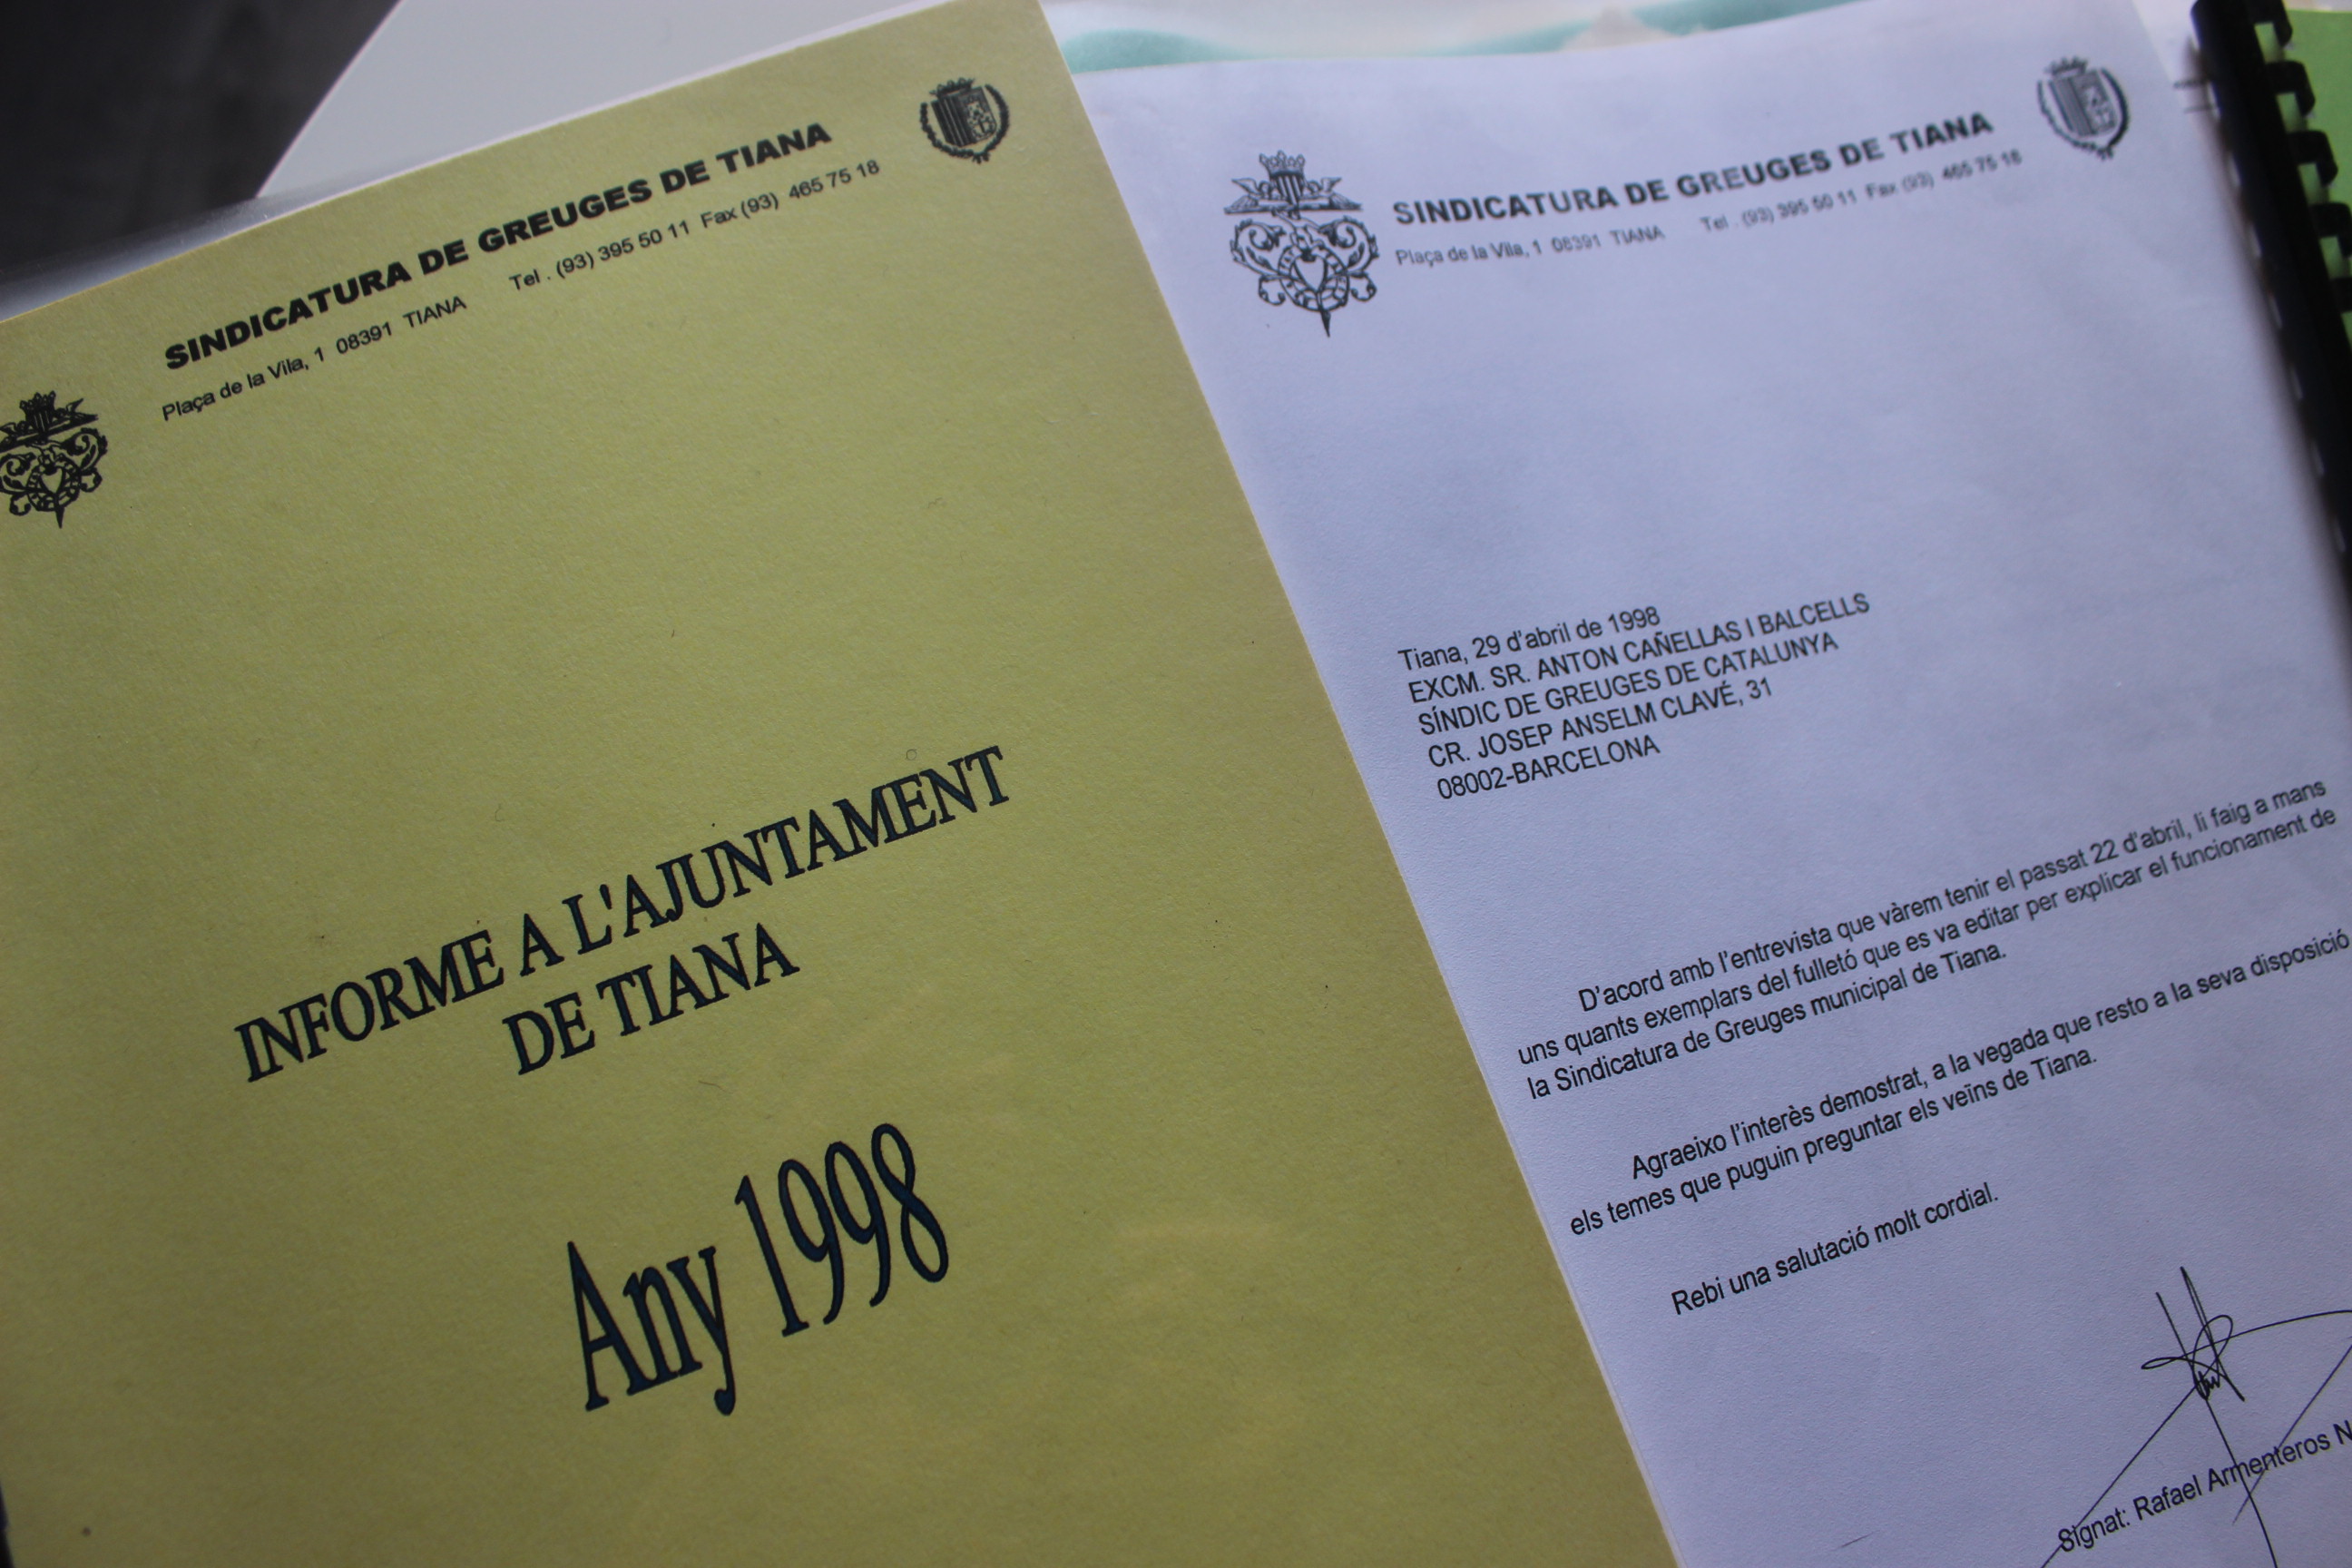 SINDICATURA DE GREUGES DE TIANA
Plaça de la Vila, 1 08391 TIANA Tel . (93) 395 50 11 Fax (93) 465 75 18
INFORME A L'AJUNTAMENT
DE TIANA
Any 1998
SINDICATURA DE GREUGES DE TIANA
Plaça de la Vila, 1 08391 TIANA Tel . (93) 395 50 11 Fax (93) 465 75 18
Tiana, 29 d'abril de 1998
EXCM. SR. ANTON CAÑELLAS I BALCELLS
SÍNDIC DE GREUGES DE CATALUNYA
CR. JOSEP ANSELM CLAVÉ, 31
08002-BARCELONA
D'acord amb l'entrevista que vàrem tenir el passat 22 d'abril, li faig a mans
uns quants exemplars del fulletó que es va editar per explicar el funcionament de
la Sindicatura de Greuges municipal de Tiana.
Agraeixo l'interès demostrat, a la vegada que resto a la seva disposició
els temes que puguin preguntar els veïns de Tiana.
Rebi una salutació molt cordial.
Signat: Rafael Armenteros N